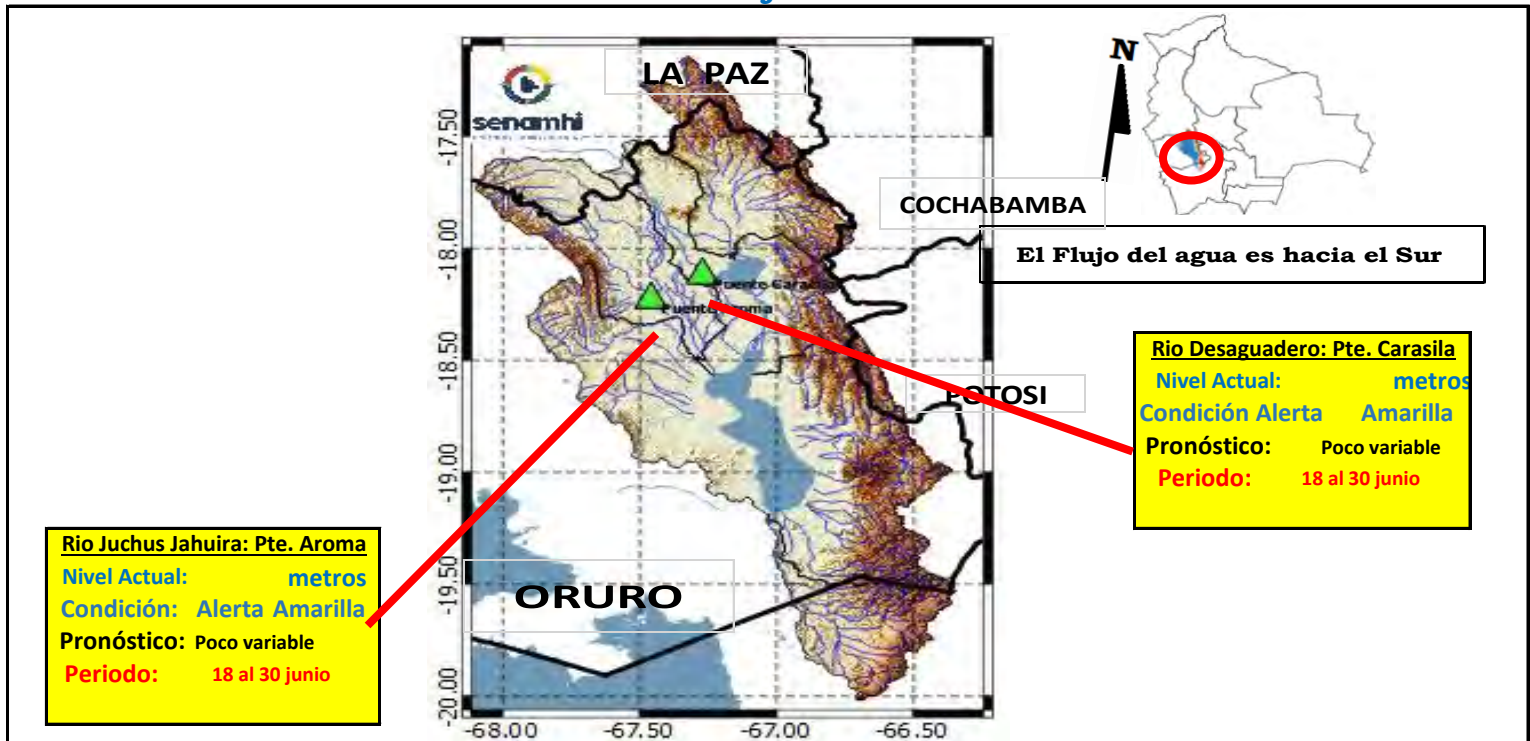 LA PAZ
senamhi
N
COCHABAMBA
El Flujo del agua es hacia el Sur
POTOSI
ORURO
Rio Desaguadero: Pte. Carasila
Nivel Actual: metros
Condición Alerta Amarilla
Pronóstico: Poco variable
Periodo: 18 al 30 junio
Rio Juchus Jahuira: Pte. Aroma
Nivel Actual: metros
Condición: Alerta Amarilla
Pronóstico: Poco variable
Periodo: 18 al 30 junio
Puente
Puente
-17.50
-18.00
-18.50
-19.00
-19.50
-20.00
-68.00 -67.50 -67.00 -66.50